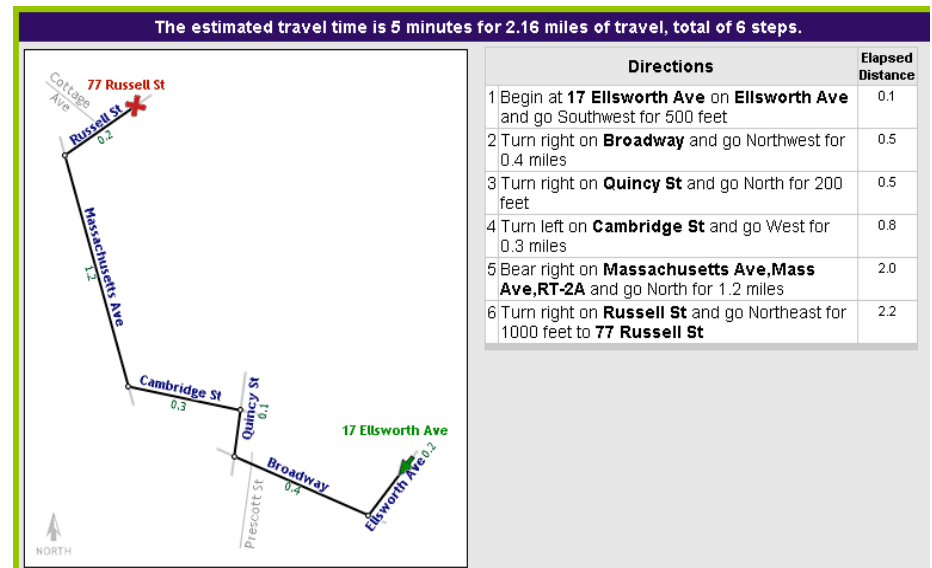 The estimated travel time is 5 minutes for 2.16 miles of travel, total of 6 steps.
Cottage
Ave
77 Russell St
Russell St
0.2
Massachusetts Ave
1.2
Cambridge St
0.3
Quincy St
0.1
17 Ellsworth Ave
0.2
Broadway
0.4
Ellsworth Ave
Prescott St
NORTH
Directions
Elapsed
Distance
1 Begin at 17 Ellsworth Ave on Ellsworth Ave 0.1
and go Southwest for 500 feet
2 Turn right on Broadway and go Northwest for 0.5
0.4 miles
3 Turn right on Quincy St and go North for 200 0.5
feet
4 Turn left on Cambridge St and go West for 0.8
0.3 miles
5 Bear right on Massachusetts Ave,Mass 2.0
Ave,RT-2A and go North for 1.2 miles
6 Turn right on Russell St and go Northeast for 2.2
1000 feet to 77 Russell St